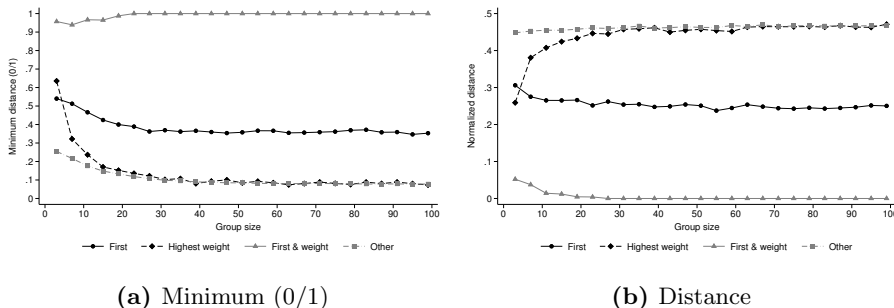 1
.9
.8
.7
.6
.5
.4
.3
.2
.1
0
Minimum distance (0/1)
0 10 20 30 40 50 60 70 80 90 100
Group size
First Highest weight First & weight Other
(a) Minimum (0/1)
.5
.4
.3
.2
.1
0
Normalized distance
0 10 20 30 40 50 60 70 80 90 100
Group size
First Highest weight First & weight Other
(b) Distance